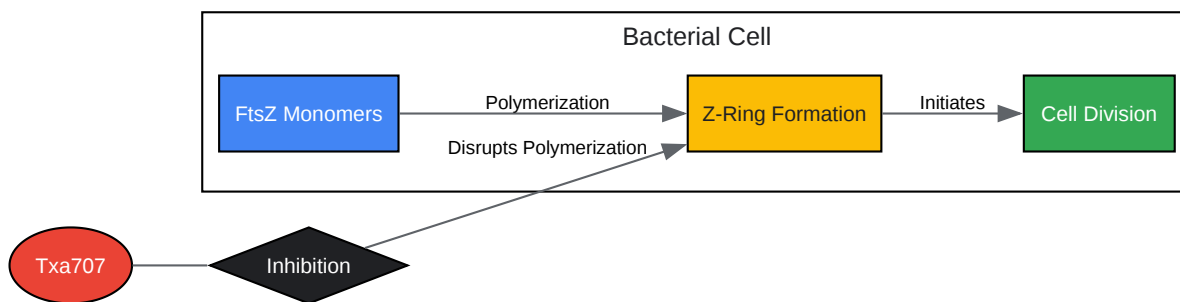 Bacterial Cell
FtsZ Monomers
Polymerization
Z-Ring Formation
Initiates
Cell Division
Disrupts Polymerization
Txa707
Inhibition